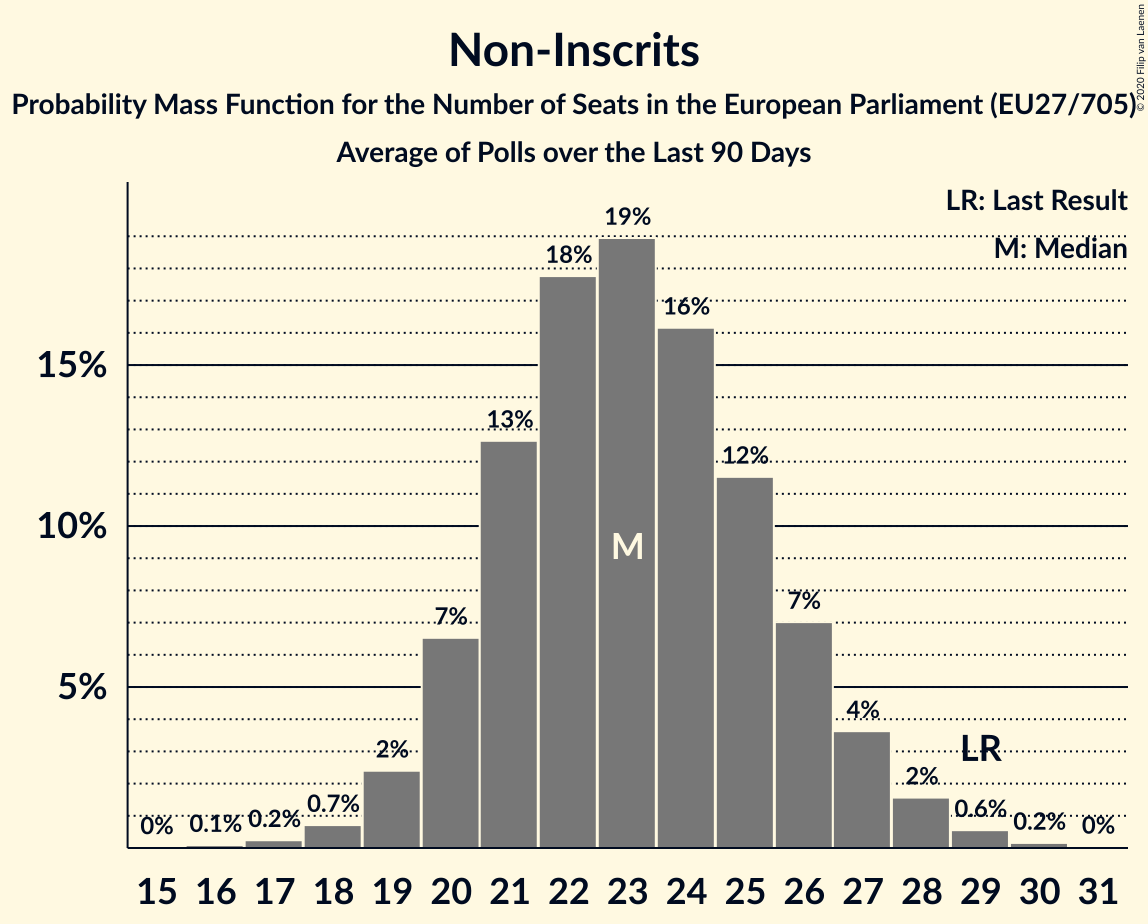 Non-Inscrits
Probability Mass Function for the Number of Seats in the European Parliament (EU27/705)
Average of Polls over the Last 90 Days
© 2020 Filip van Laenen
LR: Last Result
M: Median
15%
10%
5%
0%
0.1%
0.2%
0.7%
2%
7%
13%
18%
19%
16%
12%
7%
4%
2%
0.6%
0.2%
0%
M
LR
15 16 17 18 19 20 21 22 23 24 25 26 27 28 29 30 31